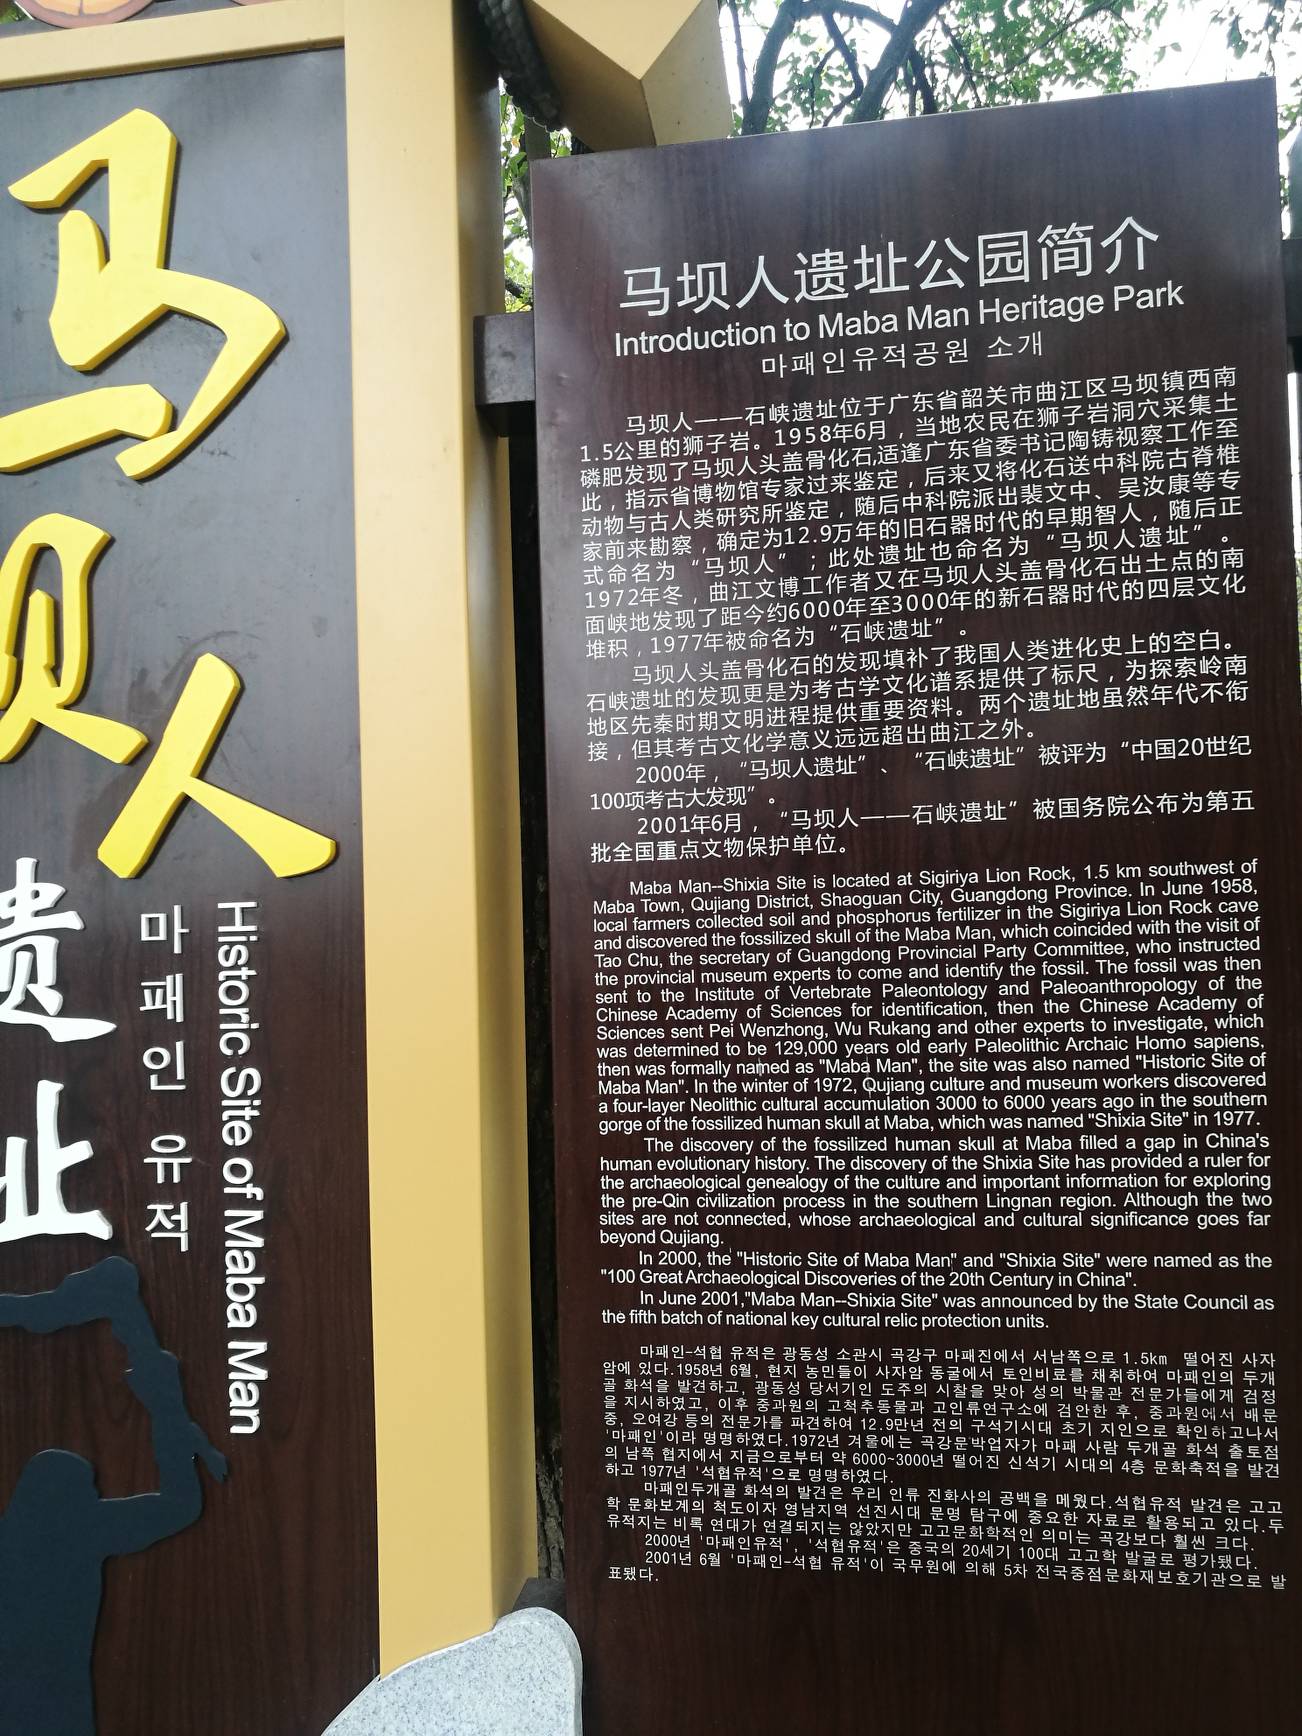 马
坝
人
遗
址
마패인 유적
Historic Site of Maba Man
马坝人遗址公园简介
Introduction to Maba Man Heritage Park
마패인유적공원 소개
马坝人——石峡遗址位于广东省韶关市曲江区马坝镇西南
1.5公里的狮子岩。1958年6月，当地农民在狮子岩洞穴采集土
磷肥发现了马坝人头盖骨化石,适逢广东省委书记陶铸视察工作至
此，指示省博物馆专家过来鉴定，后来又将化石送中科院古脊椎
动物与古人类研究所鉴定，随后中科院派出裴文中、吴汝康等专
家前来勘察，确定为12.9万年的旧石器时代的早期智人，随后正
式命名为“马坝人”；此处遗址也命名为“马坝人遗址”。
1972年冬，曲江文博工作者又在马坝人头盖骨化石出土点的南
面峡地发现了距今约6000年至3000年的新石器时代的四层文化
堆积，1977年被命名为“石峡遗址”。
马坝人头盖骨化石的发现填补了我国人类进化史上的空白。
石峡遗址的发现更是为考古学文化谱系提供了标尺，为探索岭南
地区先秦时期文明进程提供重要资料。两个遗址地虽然年代不衔
接，但其考古文化学意义远远超出曲江之外。
2000年，“马坝人遗址”、“石峡遗址”被评为“中国20世纪
100项考古大发现”。
2001年6月，“马坝人——石峡遗址”被国务院公布为第五
批全国重点文物保护单位。
Maba Man--Shixia Site is located at Sigiriya Lion Rock, 1.5 km southwest of
Maba Town, Qujiang District, Shaoguan City, Guangdong Province. In June 1958,
local farmers collected soil and phosphorus fertilizer in the Sigiriya Lion Rock cave
and discovered the fossilized skull of the Maba Man, which coincided with the visit of
Tao Chu, the secretary of Guangdong Provincial Party Committee, who instructed
the provincial museum experts to come and identify the fossil. The fossil was then
sent to the Institute of Vertebrate Paleontology and Paleoanthropology of the
Chinese Academy of Sciences for identification, then the Chinese Academy of
Sciences sent Pei Wenzhong, Wu Rukang and other experts to investigate, which
was determined to be 129,000 years old early Paleolithic Archaic Homo sapiens,
then was formally named as "Maba Man", the site was also named "Historic Site of
Maba Man". In the winter of 1972, Qujiang culture and museum workers discovered
a four-layer Neolithic cultural accumulation 3000 to 6000 years ago in the southern
gorge of the fossilized human skull at Maba, which was named "Shixia Site" in 1977.
The discovery of the fossilized human skull at Maba filled a gap in China's
human evolutionary history. The discovery of the Shixia Site has provided a ruler for
the archaeological genealogy of the culture and important information for exploring
the pre-Qin civilization process in the southern Lingnan region. Although the two
sites are not connected, whose archaeological and cultural significance goes far
beyond Qujiang.
In 2000, the "Historic Site of Maba Man" and "Shixia Site" were named as the
"100 Great Archaeological Discoveries of the 20th Century in China".
In June 2001,"Maba Man--Shixia Site" was announced by the State Council as
the fifth batch of national key cultural relic protection units.
마패인-석협 유적은 광동성 소관시 곡강구 마패진에서 서남쪽으로 1.5km 떨어진 사자
암에 있다.1958년 6월, 현지 농민들이 사자암 동굴에서 토인비료를 채취하여 마패인의 두개
골 화석을 발견하고, 광동성 당서기인 도주의 시찰을 맞아 성의 박물관 전문가들에게 검정
을 지시하였고, 이후 중과원의 고척추동물과 고인류연구소에 검안한 후, 중과원에서 배문
중, 오여강 등의 전문가를 파견하여 12.9만년 전의 구석기시대 초기 지인으로 확인하고나서
'마패인'이라 명명하였다.1972년 겨울에는 곡강문박업자가 마패 사람 두개골 화석 출토점
의 남쪽 협지에서 지금으로부터 약 6000~3000년 떨어진 신석기 시대의 4층 문화축적을 발견
하고 1977년 '석협유적'으로 명명하였다.
마패인두개골 화석의 발견은 우리 인류 진화사의 공백을 메웠다.석협유적 발견은 고고
학 문화보계의 척도이자 영남지역 선진시대 문명 탐구에 중요한 자료로 활용되고 있다.두
유적지는 비록 연대가 연결되지는 않았지만 고고문화학적인 의미는 곡강보다 훨씬 크다.
2000년 '마패인유적', '석협유적'은 중국의 20세기 100대 고고학 발굴로 평가됐다.
2001년 6월 '마패인-석협 유적'이 국무원에 의해 5차 전국중점문화재보호기관으로 발
표됐다.